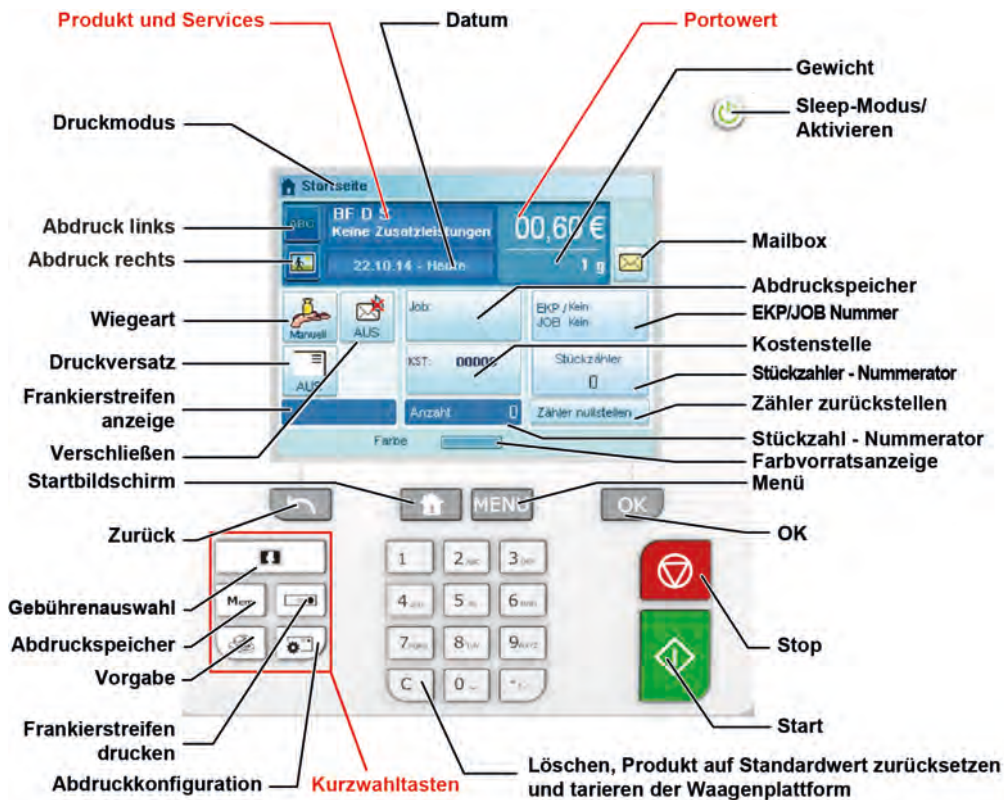 Produkt und Services
Datum
Portowert
Gewicht
Sleep-Modus/
Aktivieren
Druckmodus
Startseite
ABC
BF D S
Keine Zusatzleistungen
00,60 €
Abdruck links
Abdruck rechts
22.10.14 - Heute
1 g
Mailbox
Abdruckspeicher
Wiegeart
Manuell
AUS
Job:
EKP / Kein
JOB Kein
EKP/JOB Nummer
Kostenstelle
Druckversatz
AUS
KST:
Stückzähler
0
Stückzahler - Nummerator
Frankierstreifen
anzeige
Anzahl 0
Zähler nullstellen
Zähler zurückstellen
Verschließen
Farbe
Stückzahl - Nummerator
Farbvorratsanzeige
Startbildschirm
Menü
MENU
OK
Zurück
OK
1
2 ABC
3 DEF
Gebührenauswahl
Mem
4
5
6
Abdruckspeicher
7
8
9
Stop
Vorgabe
C
0
Start
Frankierstreifen
drucken
Abdruckkonfiguration
Kurzwahltasten
Löschen, Produkt auf Standardwert zurücksetzen
und tarieren der Waagenplattform